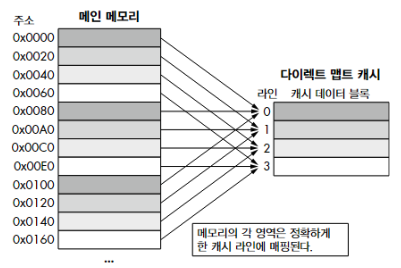 주소
메인 메모리
0x0000
0x0020
0x0040
0x0060
0x0080
0x00A0
0x00C0
0x00E0
0x0100
0x0120
0x0140
0x0160
...
다이렉트 맵트 캐시
라인 캐시 데이터 블록
0
1
2
3
메모리의 각 영역은 정확하게
한 캐시 라인에 매핑된다.